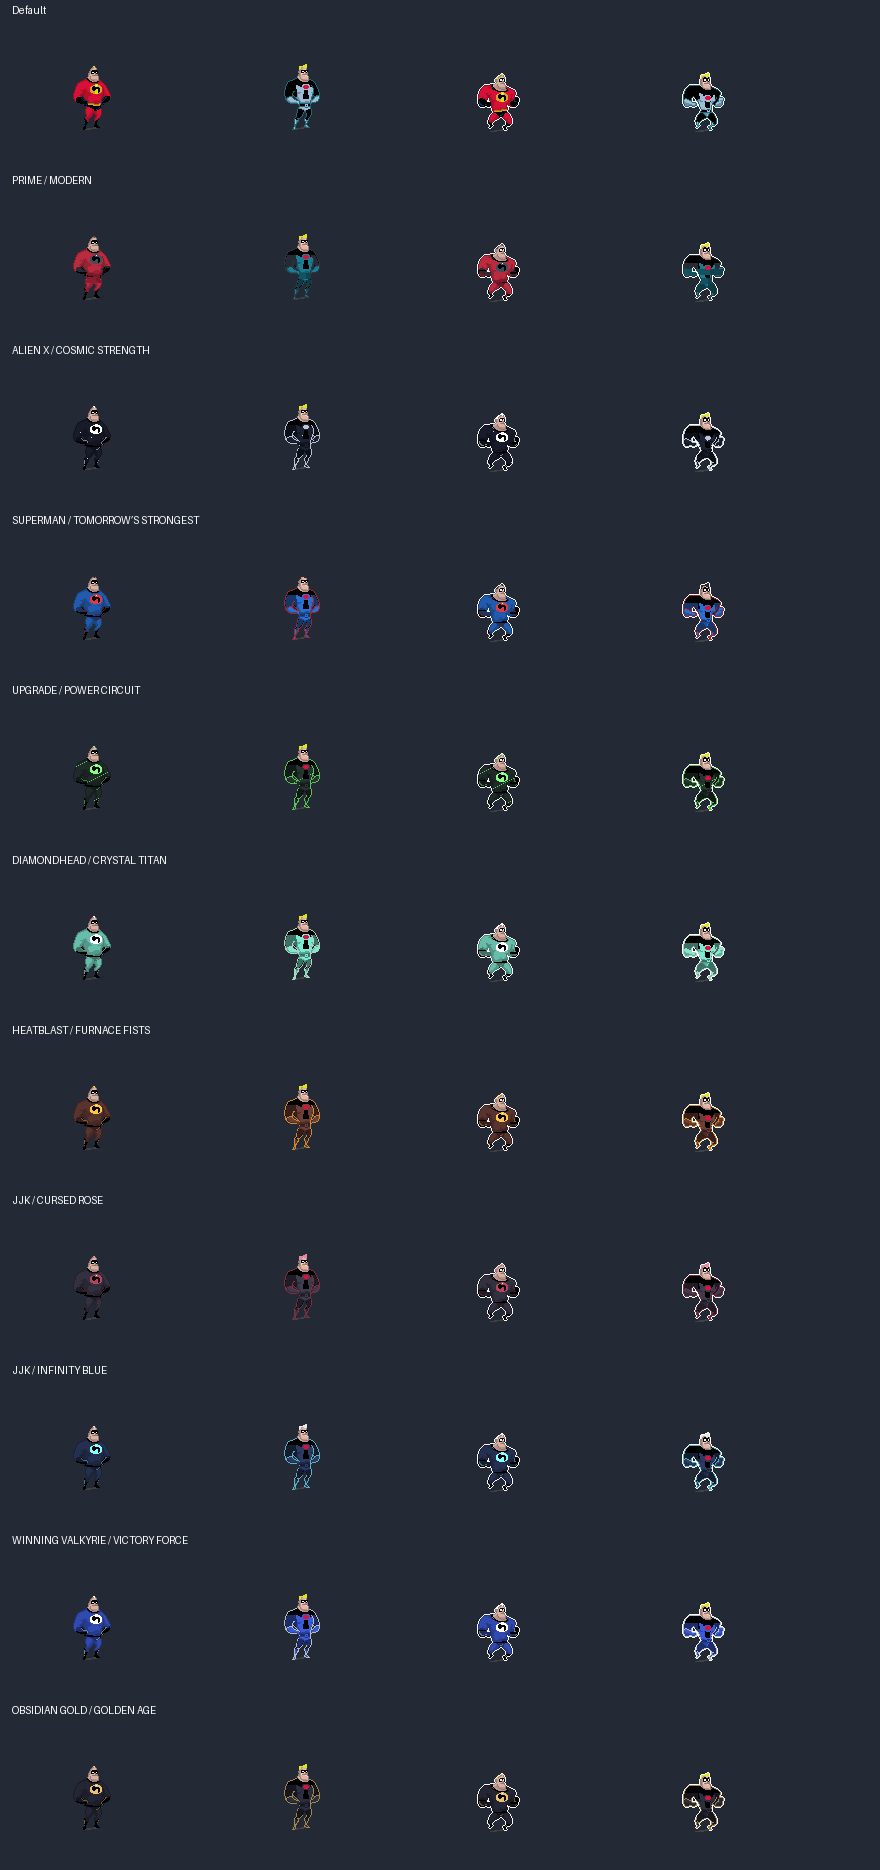 Default
PRIME / MODERN
ALIEN X / COSMIC STRENGTH
SUPERMAN / TOMORROW'S STRONGEST
UPGRADE / POWER CIRCUIT
DIAMONDHEAD / CRYSTAL TITAN
HEATBLAST / FURNACE FISTS
JJK / CURSED ROSE
JJK / INFINITY BLUE
WINNING VALKYRIE / VICTORY FORCE
OBSIDIAN GOLD / GOLDEN AGE